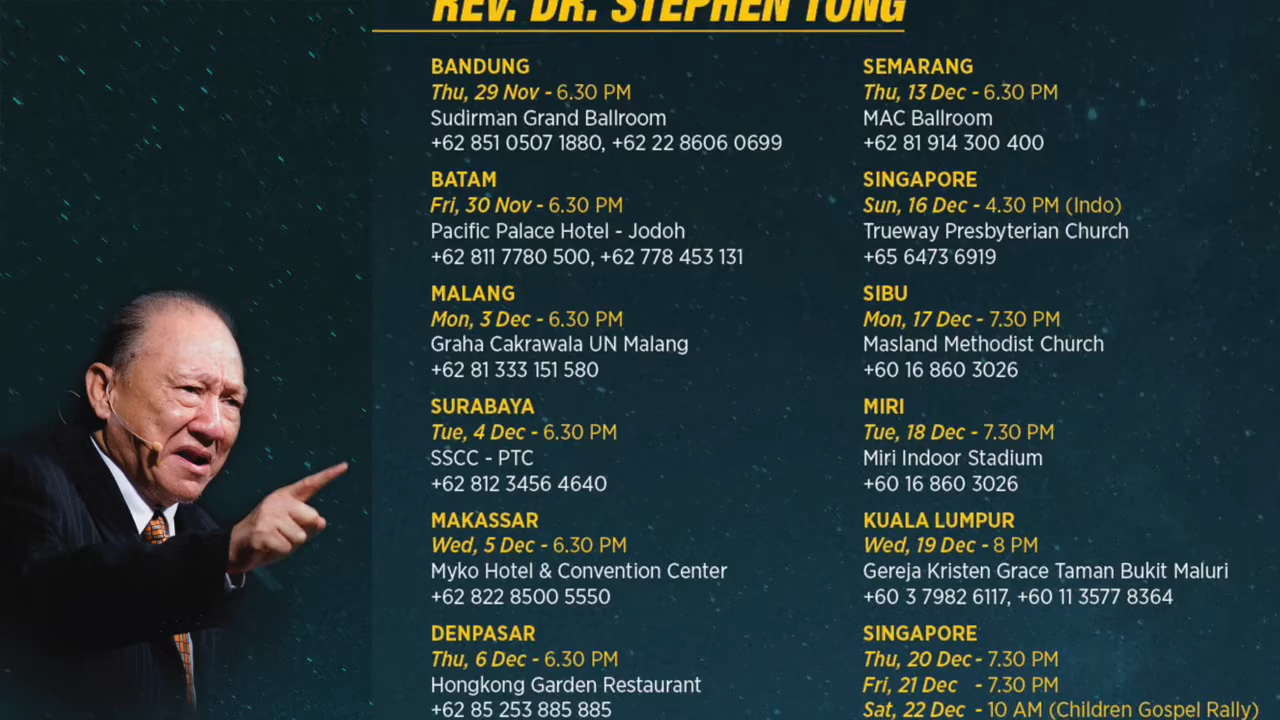 REV. DR. STEPHEN TONG
BANDUNG
Thu, 29 Nov - 6.30 PM
Sudirman Grand Ballroom
+62 851 0507 1880, +62 22 8606 0699
BATAM
Fri, 30 Nov - 6.30 PM
Pacific Palace Hotel - Jodoh
+62 811 7780 500, +62 778 453 131
MALANG
Mon, 3 Dec - 6.30 PM
Graha Cakrawala UN Malang
+62 81 333 151 580
SURABAYA
Tue, 4 Dec - 6.30 PM
SSCC - PTC
+62 812 3456 4640
MAKASSAR
Wed, 5 Dec - 6.30 PM
Myko Hotel & Convention Center
+62 822 8500 5550
DENPASAR
Thu, 6 Dec - 6.30 PM
Hongkong Garden Restaurant
+62 85 253 885 885
SEMARANG
Thu, 13 Dec - 6.30 PM
MAC Ballroom
+62 81 914 300 400
SINGAPORE
Sun, 16 Dec - 4.30 PM (Indo)
Trueway Presbyterian Church
+65 6473 6919
SIBU
Mon, 17 Dec - 7.30 PM
Masland Methodist Church
+60 16 860 3026
MIRI
Tue, 18 Dec - 7.30 PM
Miri Indoor Stadium
+60 16 860 3026
KUALA LUMPUR
Wed, 19 Dec - 8 PM
Gereja Kristen Grace Taman Bukit Maluri
+60 3 7982 6117, +60 11 3577 8364
SINGAPORE
Thu, 20 Dec - 7.30 PM
Fri, 21 Dec - 7.30 PM
Sat, 22 Dec - 10 AM (Children Gospel Rally)